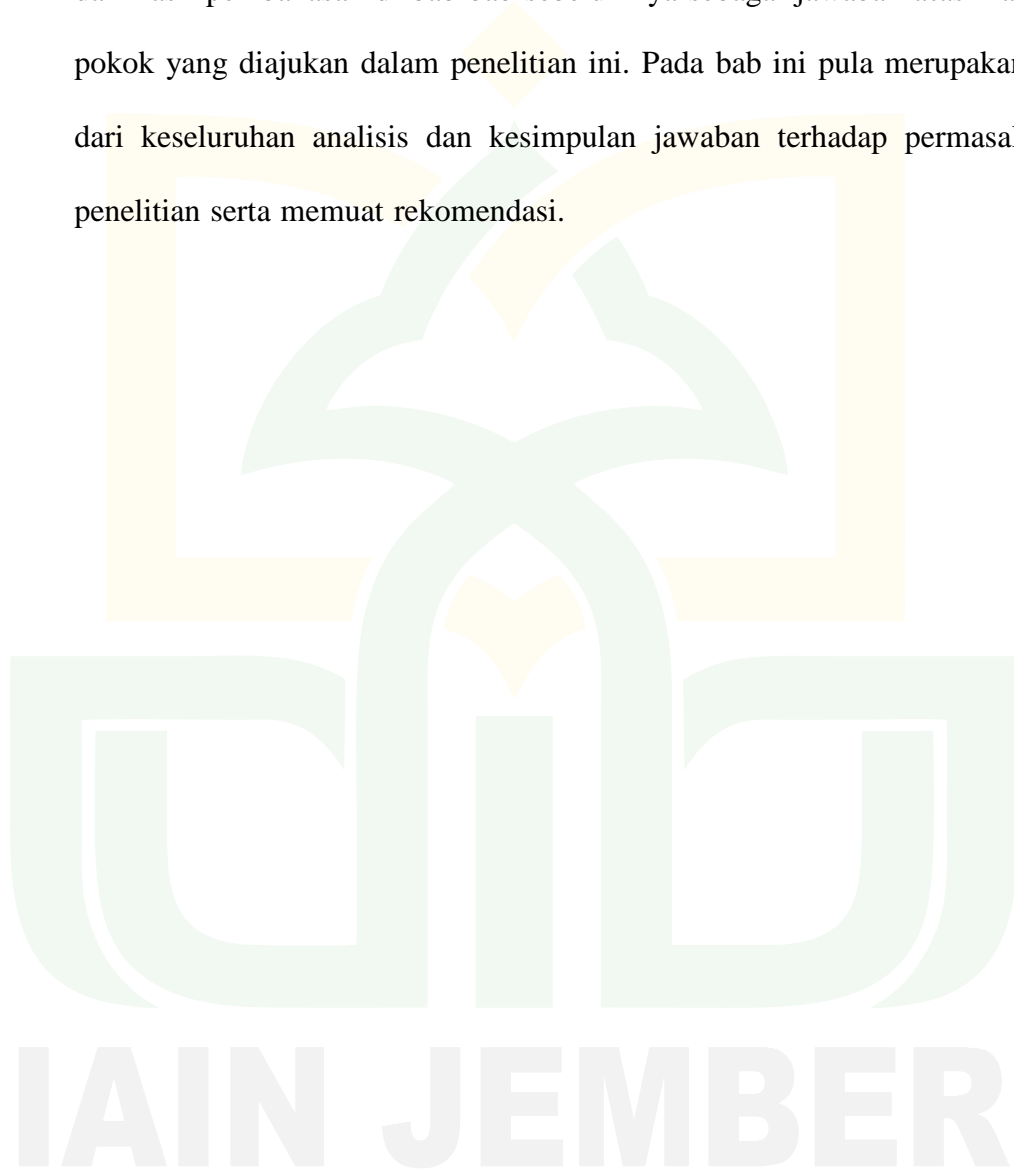 pokok yang diajukan dalam penelitian ini. Pada bab ini pula merupakan
dari keseluruhan analisis dan kesimpulan jawaban terhadap permasal
penelitian serta memuat rekomendasi.
IAIN JEMBER